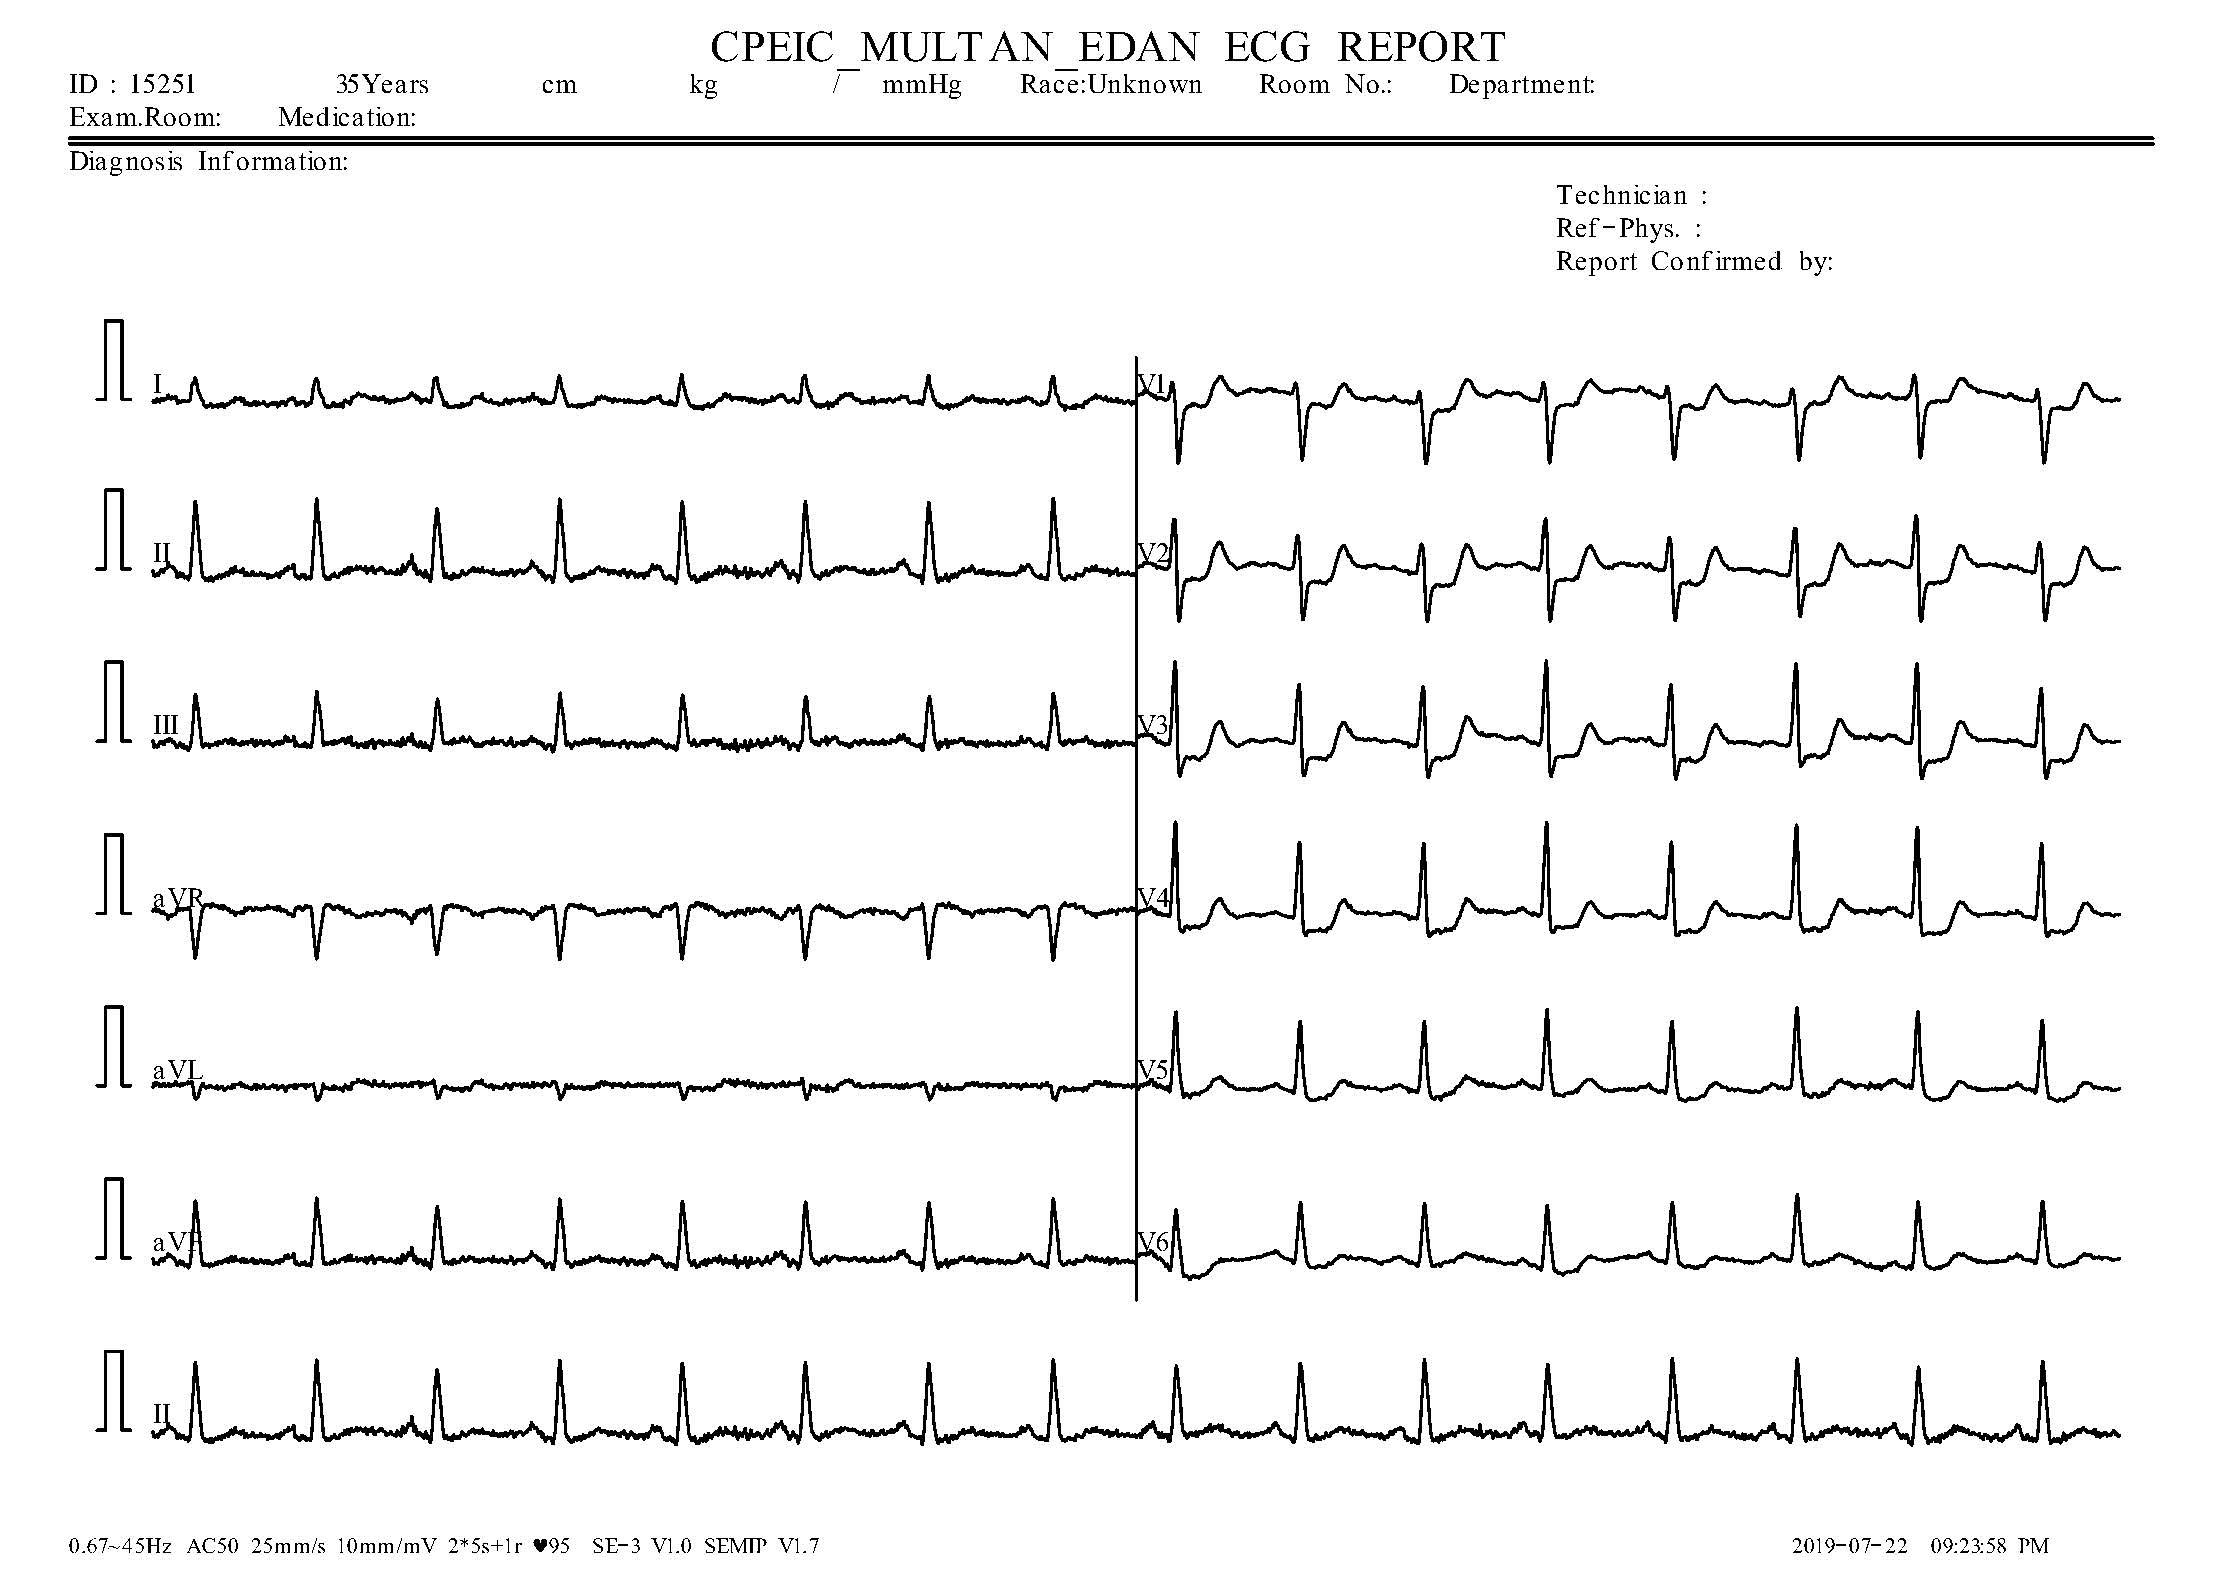 CPEIC_MULTAN_EDAN ECG REPORT
ID : 15251 35Years cm kg / mmHg Race:Unknown Room No.: Department:
Exam.Room: Medication:
Diagnosis Information:
Technician :
Ref-Phys. :
Report Confirmed by:
I V1
II V2
III V3
aVR V4
aVL V5
aVF V6
II
0.67~45Hz AC50 25mm/s 10mm/mV 2*5s+1r ♥95 SE-3 V1.0 SEMIP V1.7 2019-07-22 09:23:58 PM